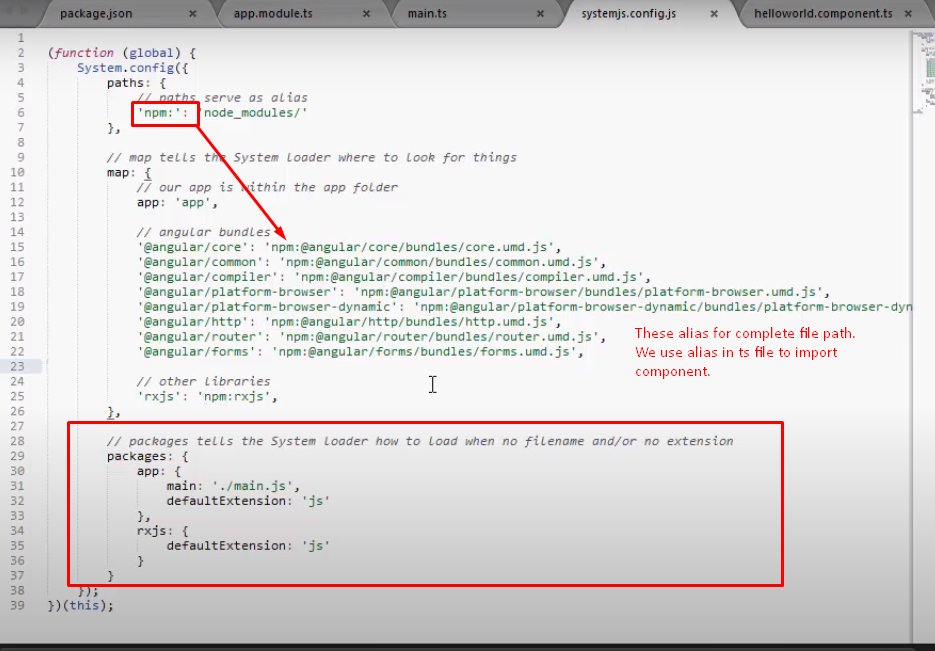 package.json × app.module.ts × main.ts × systemjs.config.js × helloworld.component.ts ×
1
2 (function (global) {
3 System.config({
4 paths: {
5 // paths serve as alias
6 'npm:': 'node_modules/'
7 },
8
9 // map tells the System loader where to look for things
10 map: {
11 // our app is within the app folder
12 app: 'app',
13
14 // angular bundles
15 '@angular/core': 'npm:@angular/core/bundles/core.umd.js',
16 '@angular/common': 'npm:@angular/common/bundles/common.umd.js',
17 '@angular/compiler': 'npm:@angular/compiler/bundles/compiler.umd.js',
18 '@angular/platform-browser': 'npm:@angular/platform-browser/bundles/platform-browser.umd.js',
19 '@angular/platform-browser-dynamic': 'npm:@angular/platform-browser-dynamic/bundles/platform-browser-dyn
20 '@angular/http': 'npm:@angular/http/bundles/http.umd.js',
21 '@angular/router': 'npm:@angular/router/bundles/router.umd.js',
22 '@angular/forms': 'npm:@angular/forms/bundles/forms.umd.js',
These alias for complete file path.
We use alias in ts file to import
component.
23
24 // other libraries
25 'rxjs': 'npm:rxjs',
26 },
27
28 // packages tells the System loader how to load when no filename and/or no extension
29 packages: {
30 app: {
31 main: './main.js',
32 defaultExtension: 'js'
33 },
34 rxjs: {
35 defaultExtension: 'js'
36 }
37 }
38 });
39 })(this);